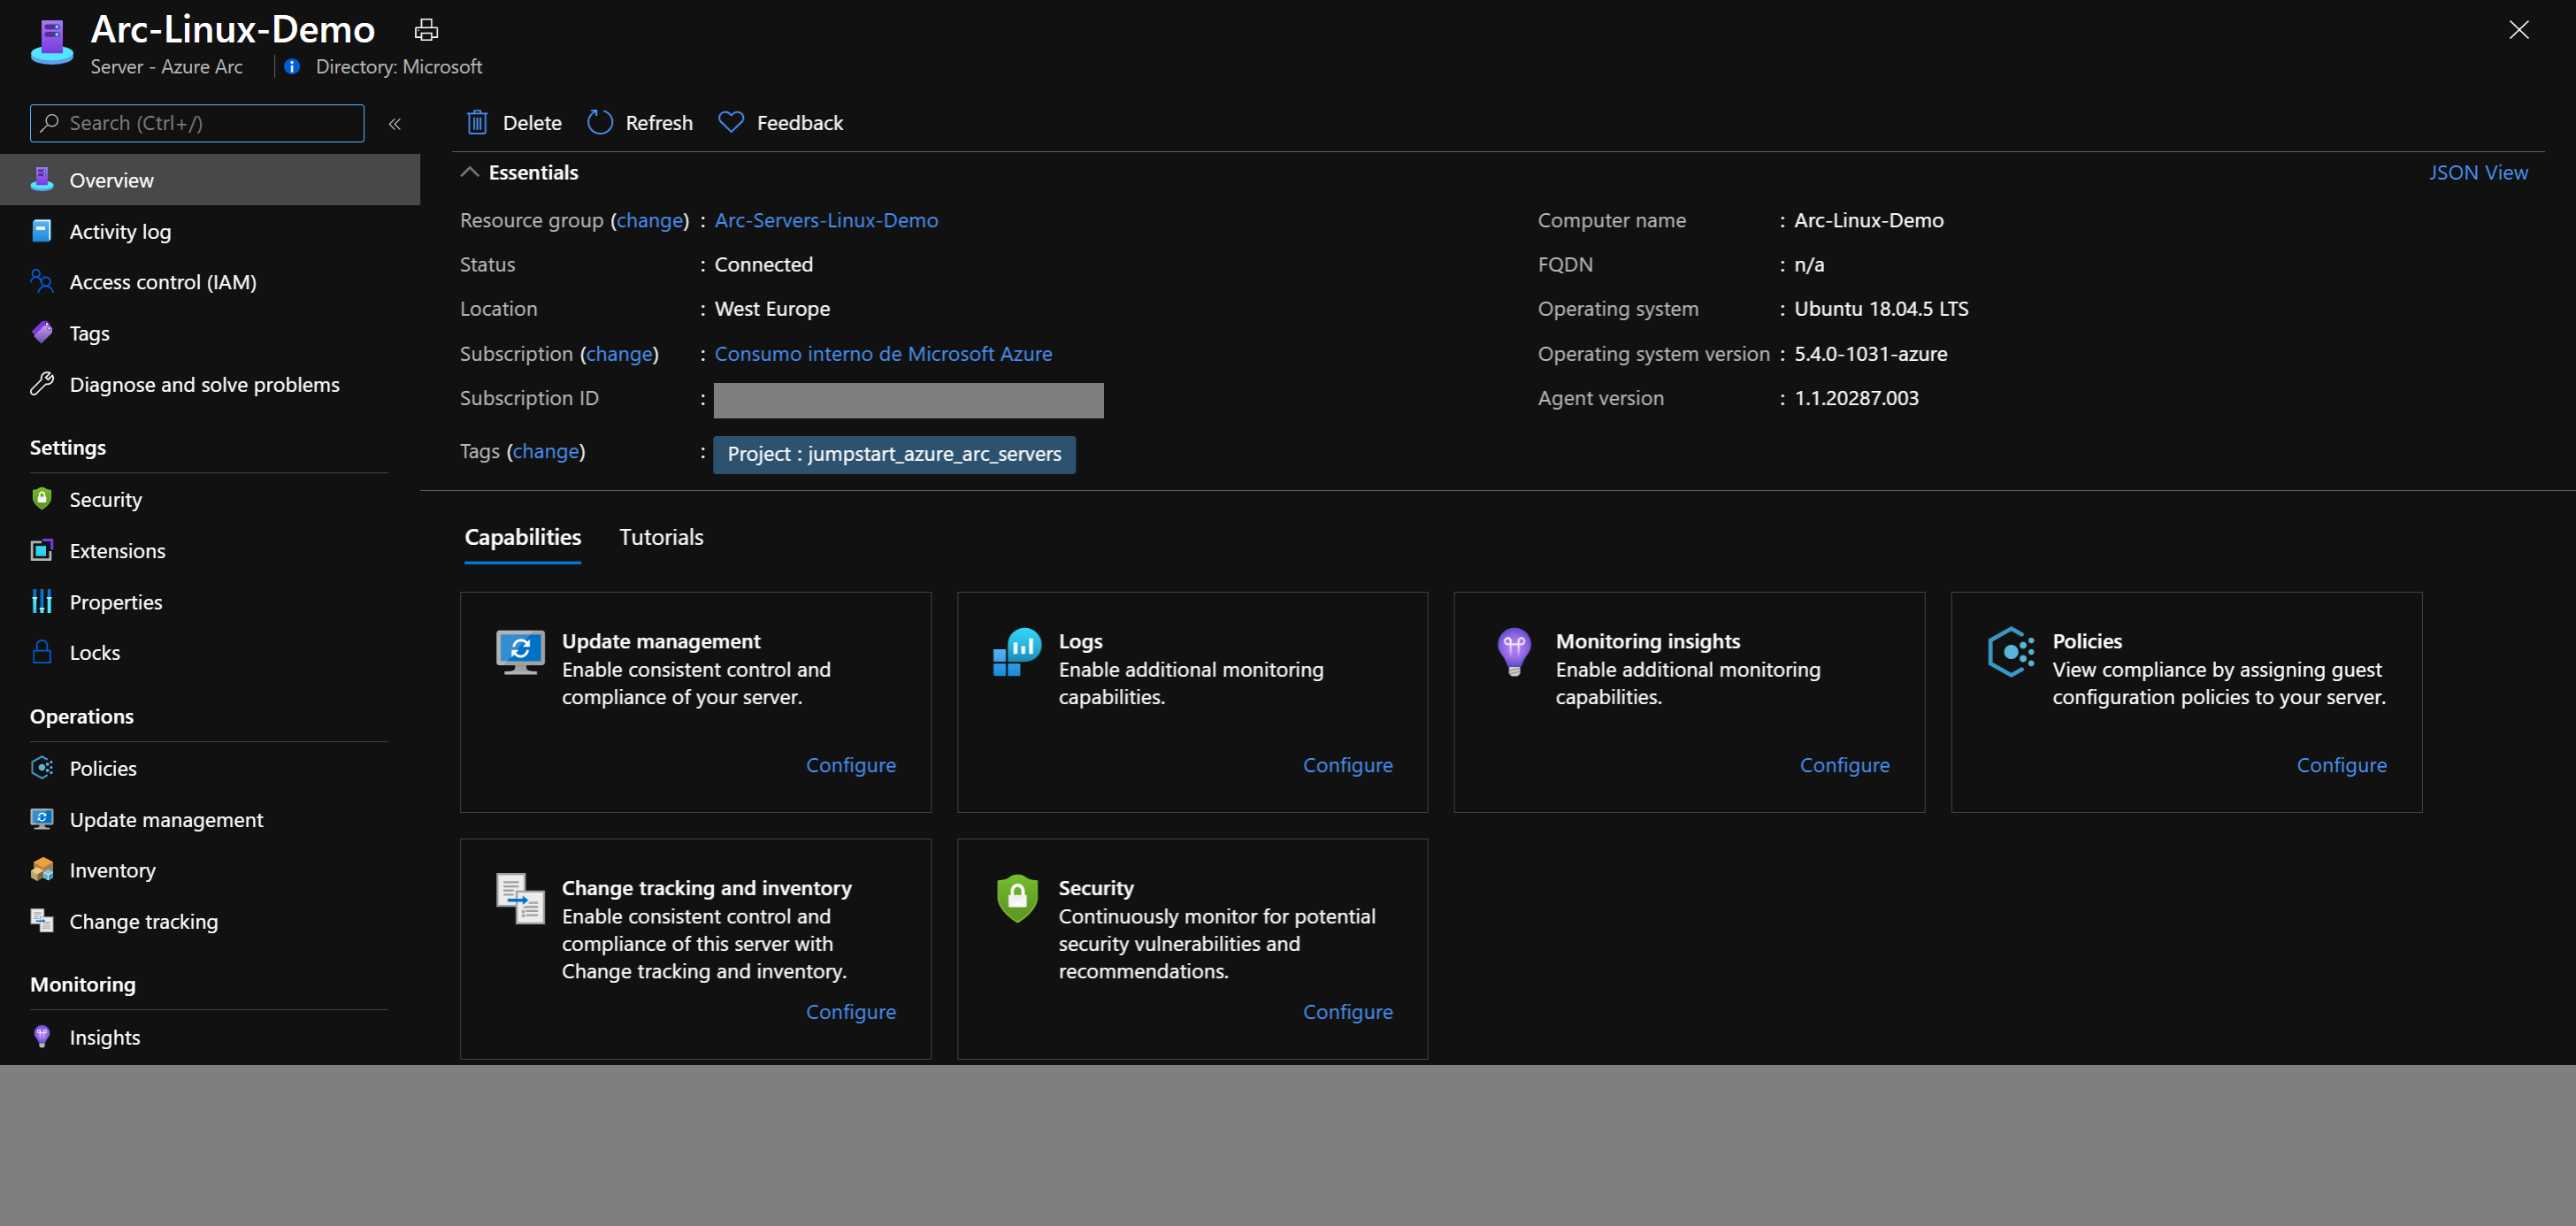 Arc-Linux-Demo
Server - Azure Arc
Directory: Microsoft
Search (Ctrl+/)
«
Overview
Activity log
Access control (IAM)
Tags
Diagnose and solve problems
Settings
Security
Extensions
Properties
Locks
Operations
Policies
Update management
Inventory
Change tracking
Monitoring
Insights
Delete
Refresh
Feedback
Essentials
JSON View
Resource group (change) : Arc-Servers-Linux-Demo
Status : Connected
Location : West Europe
Subscription (change) : Consumo interno de Microsoft Azure
Subscription ID :
Tags (change) : Project : jumpstart_azure_arc_servers
Computer name : Arc-Linux-Demo
FQDN : n/a
Operating system : Ubuntu 18.04.5 LTS
Operating system version : 5.4.0-1031-azure
Agent version : 1.1.20287.003
Capabilities
Tutorials
Update management
Enable consistent control and
compliance of your server.
Configure
Logs
Enable additional monitoring
capabilities.
Configure
Monitoring insights
Enable additional monitoring
capabilities.
Configure
Policies
View compliance by assigning guest
configuration policies to your server.
Configure
Change tracking and inventory
Enable consistent control and
compliance of this server with
Change tracking and inventory.
Configure
Security
Continuously monitor for potential
security vulnerabilities and
recommendations.
Configure